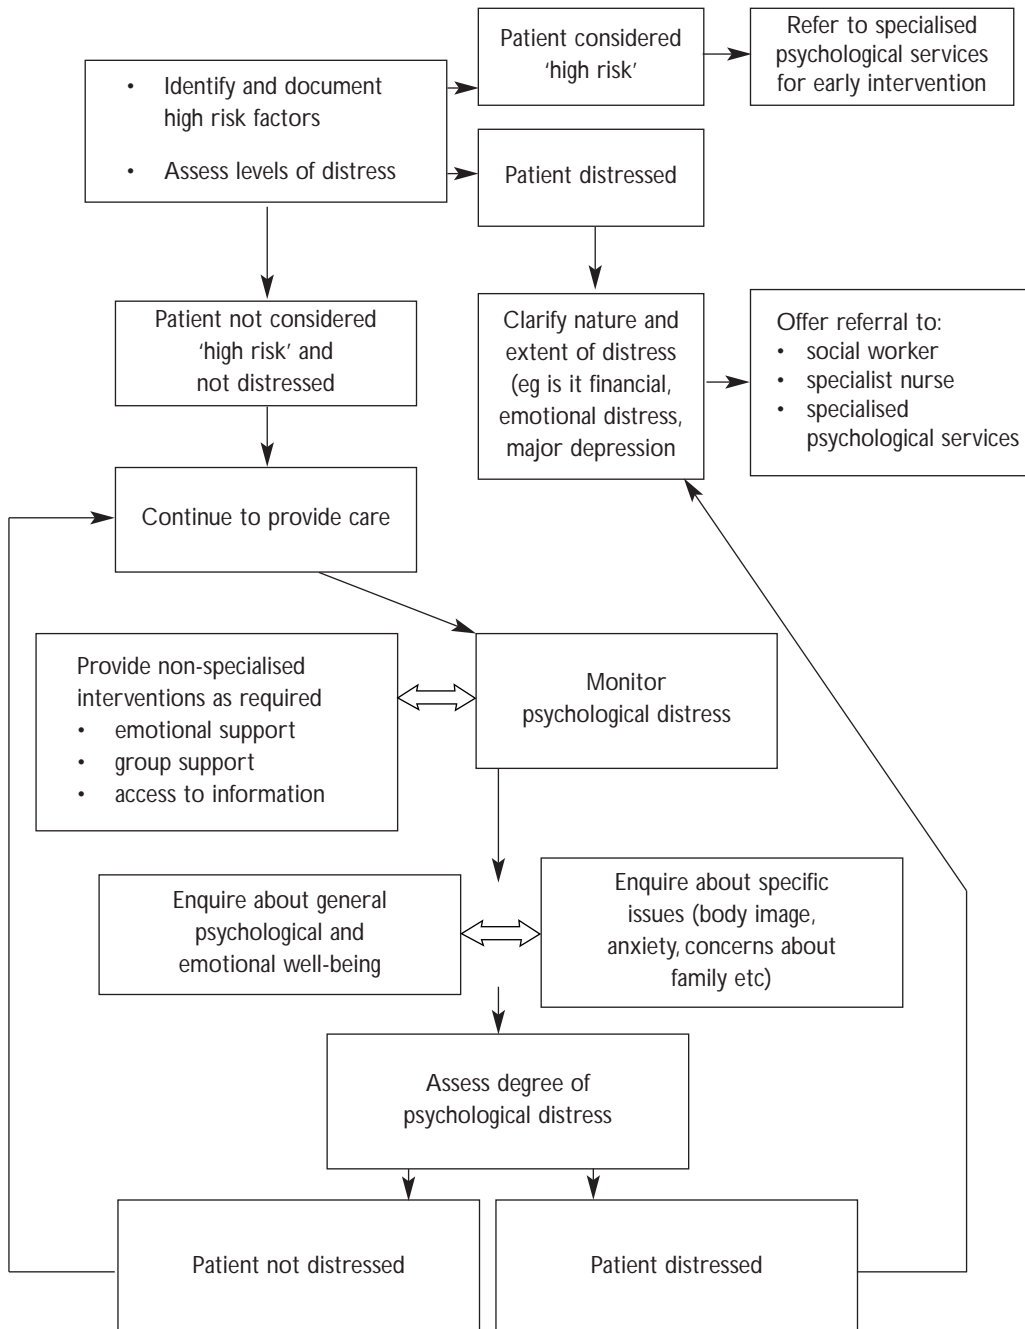 • Identify and document
high risk factors
• Assess levels of distress
Patient considered
‘high risk’
Refer to specialised
psychological services
for early intervention
Patient distressed
Patient not considered
‘high risk’ and
not distressed
Clarify nature and
extent of distress
(eg is it financial,
emotional distress,
major depression
Offer referral to:
• social worker
• specialist nurse
• specialised
psychological services
Continue to provide care
Provide non-specialised
interventions as required
• emotional support
• group support
• access to information
Monitor
psychological distress
Enquire about general
psychological and
emotional well-being
Enquire about specific
issues (body image,
anxiety, concerns about
family etc)
Assess degree of
psychological distress
Patient not distressed
Patient distressed